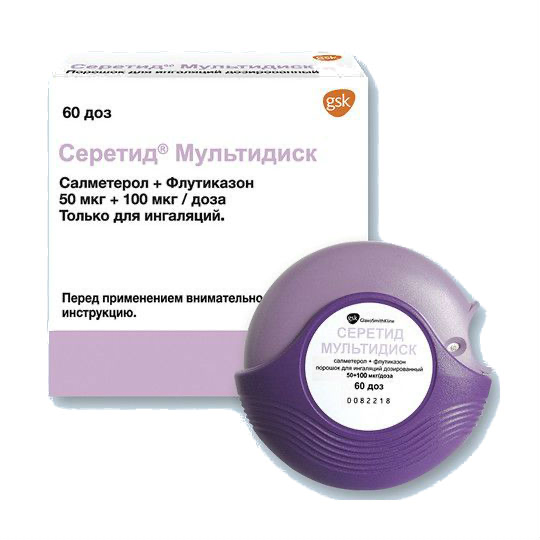 Серетид® Мультидиск
Порошок для ингаляций дозированный
gsk
60 доз
Серетид® Мультидиск
Салметерол + Флутиказон
50 мкг + 100 мкг / доза
Только для ингаляций.
Перед применением внимательно
инструкцию.
gsk GlaxoSmithKline
СЕРЕТИД
МУЛЬТИДИСК
салметерол + флутиказон
порошок для ингаляций дозированный
50+100 мкг/доза
60 доз
0082218